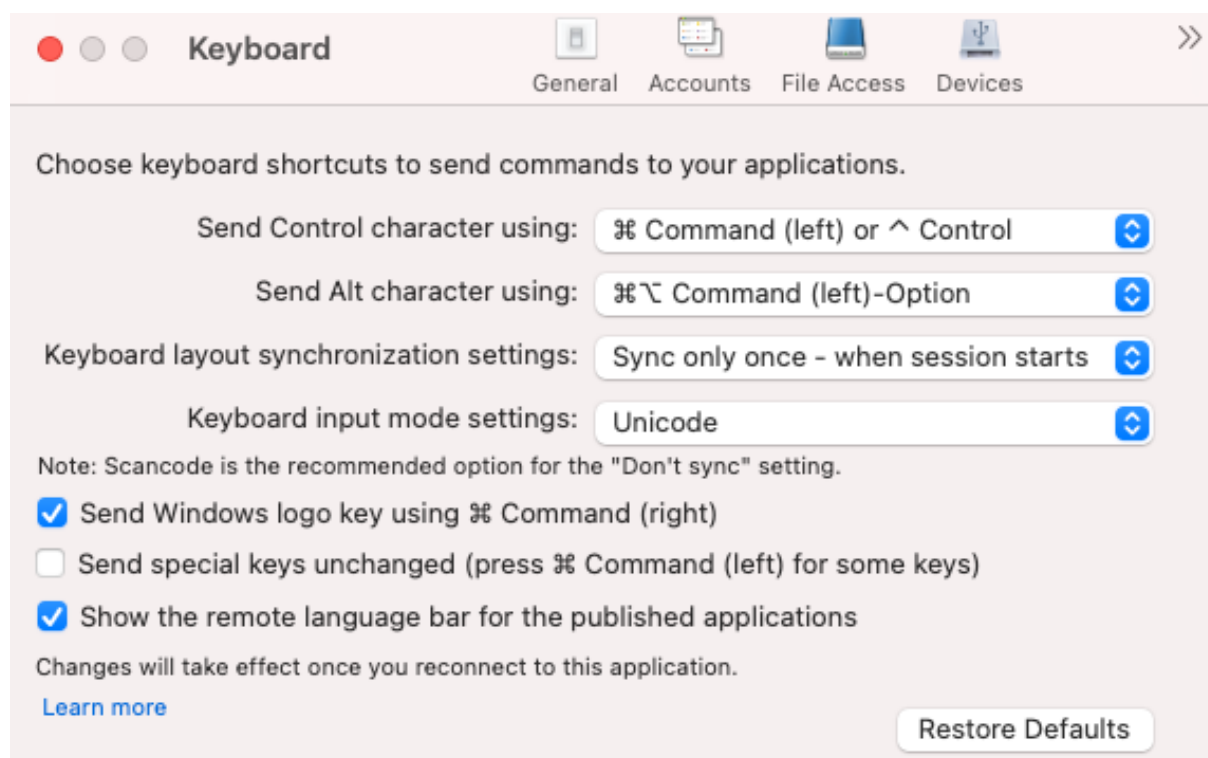 Keyboard
General Accounts File Access Devices
Choose keyboard shortcuts to send commands to your applications.
Send Control character using: ⌘ Command (left) or ^ Control
Send Alt character using: ⌘⌥ Command (left)-Option
Keyboard layout synchronization settings: Sync only once - when session starts
Keyboard input mode settings: Unicode
Note: Scancode is the recommended option for the "Don't sync" setting.
Send Windows logo key using ⌘ Command (right)
Send special keys unchanged (press ⌘ Command (left) for some keys)
Show the remote language bar for the published applications
Changes will take effect once you reconnect to this application.
Learn more
Restore Defaults